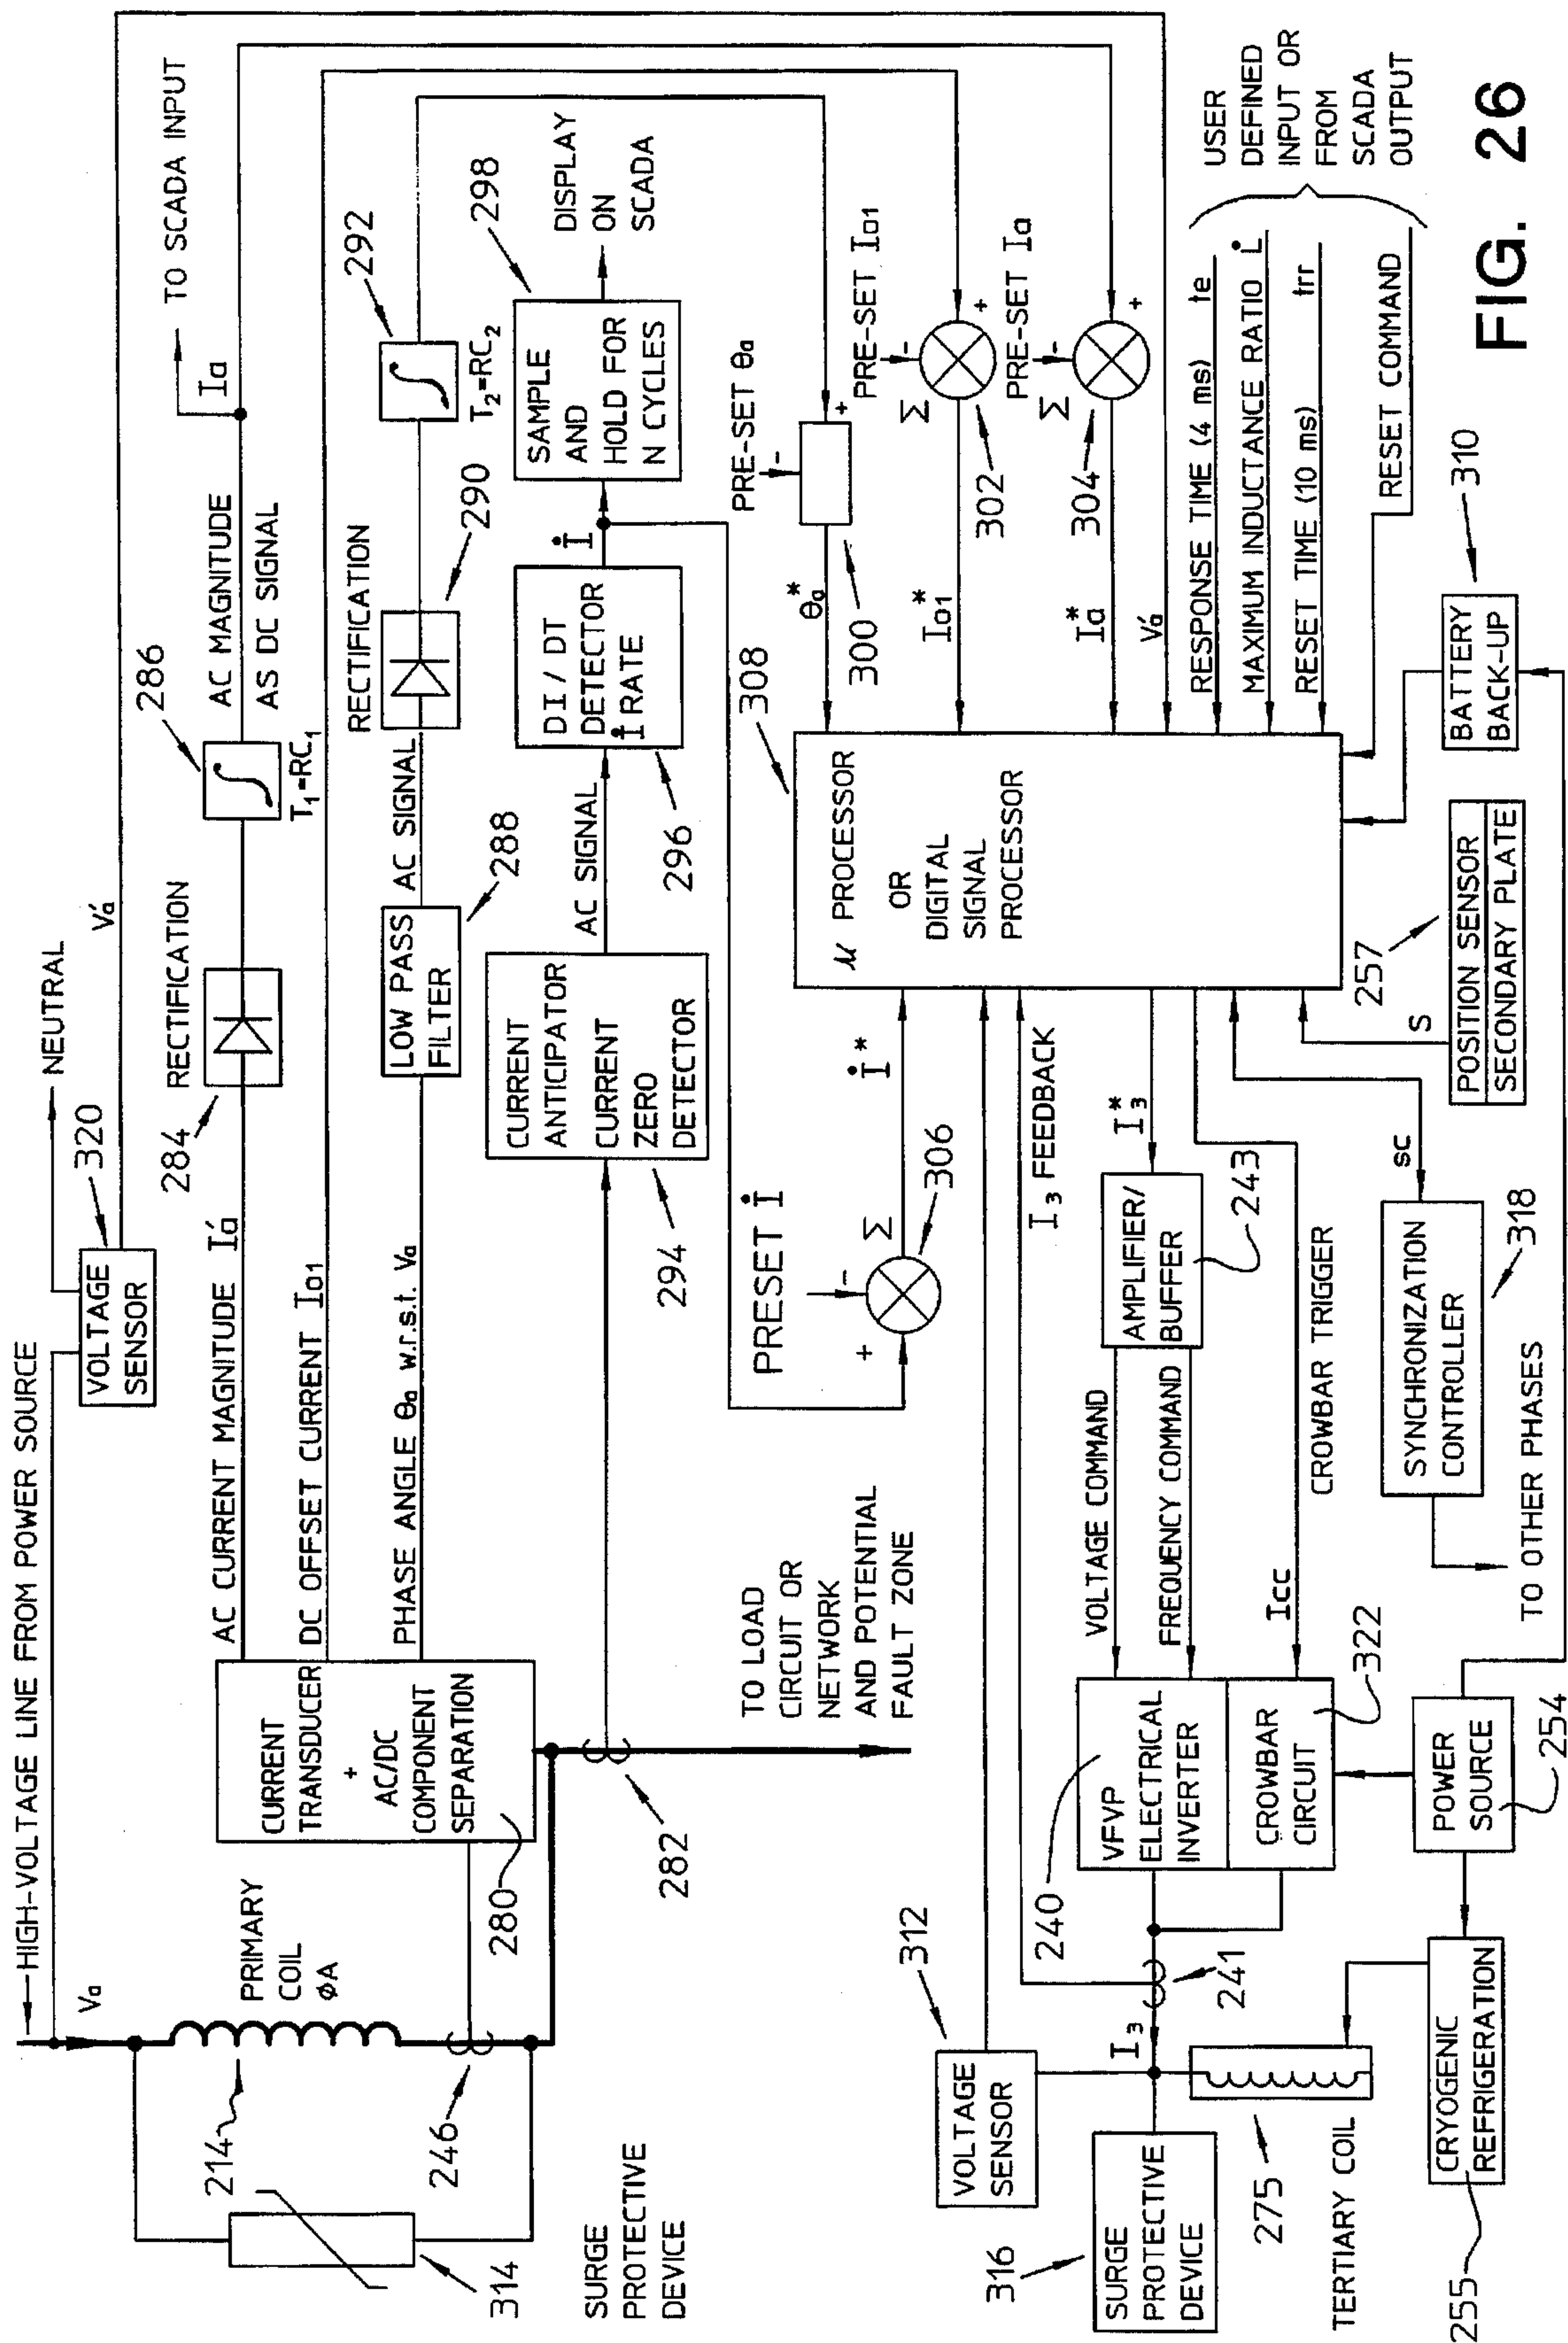 HIGH-VOLTAGE LINE FROM POWER SOURCE
Va
VOLTAGE
SENSOR
320
NEUTRAL
V'a
TO SCADA INPUT
Ia
AC CURRENT MAGNITUDE I'a
284
RECTIFICATION
286
T1=RC1
AC MAGNITUDE
AS DC SIGNAL
DC OFFSET CURRENT Io1
PHASE ANGLE θa w.r.s.t. Va
LOW PASS
FILTER
288
AC SIGNAL
RECTIFICATION
290
292
T2=RC2
PRIMARY
COIL
ØA
214
246
314
SURGE
PROTECTIVE
DEVICE
CURRENT
TRANSDUCER
+
AC/DC
COMPONENT
SEPARATION
280
282
TO LOAD
CIRCUIT OR
NETWORK
AND POTENTIAL
FAULT ZONE
CURRENT
ANTICIPATOR
CURRENT
ZERO
DETECTOR
294
AC SIGNAL
DI / DT
DETECTOR
İ RATE
296
İ
SAMPLE
AND
HOLD FOR
N CYCLES
298
DISPLAY
ON
SCADA
PRESET İ
-
+
Σ
306
İ*
PRE-SET θa
-
+
300
θa*
PRE-SET Io1
-
+
Σ
302
Io1*
PRE-SET Ia
-
+
Σ
304
Ia*
V'a
308
µ PROCESSOR
OR
DIGITAL
SIGNAL
PROCESSOR
RESPONSE TIME (4 ms) te
MAXIMUM INDUCTANCE RATIO L̇
RESET TIME (10 ms) trr
RESET COMMAND
USER
DEFINED
INPUT OR
FROM
SCADA
OUTPUT
312
VOLTAGE
SENSOR
316
SURGE
PROTECTIVE
DEVICE
I3
241
I3 FEEDBACK
240
VFVP
ELECTRICAL
INVERTER
CROWBAR
CIRCUIT
322
VOLTAGE COMMAND
FREQUENCY COMMAND
AMPLIFIER/
BUFFER
243
I3*
Icc
CROWBAR TRIGGER
275
TERTIARY COIL
CRYOGENIC
REFRIGERATION
255
POWER
SOURCE
254
SYNCHRONIZATION
CONTROLLER
318
sc
TO OTHER PHASES
S
257
POSITION SENSOR
SECONDARY PLATE
BATTERY
BACK-UP
310
FIG. 26